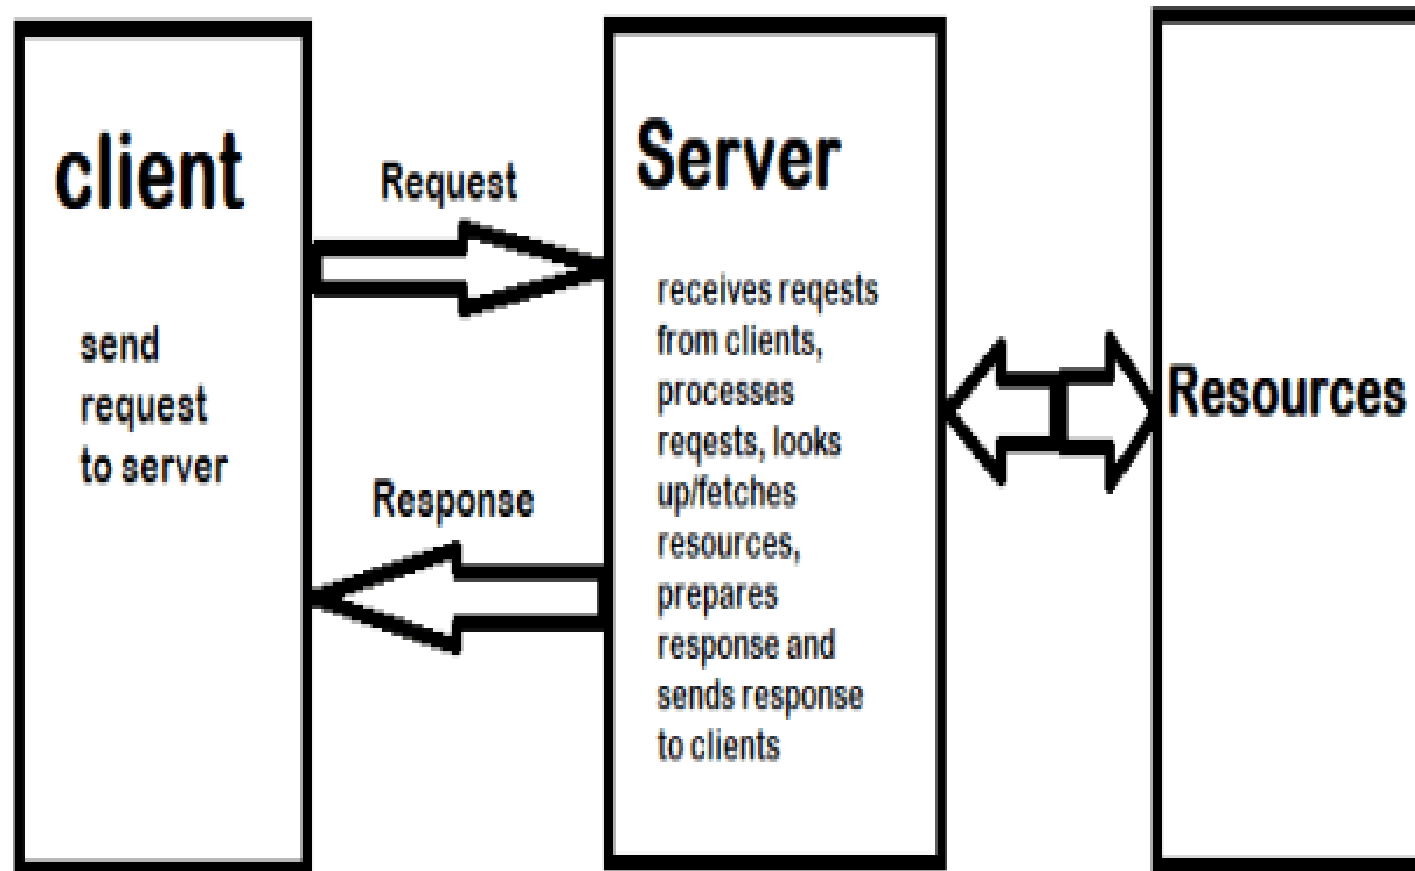 client
send
request
to server
Request
Response
Server
receives reqests
from clients,
processes
reqests, looks
up/fetches
resources,
prepares
response and
sends response
to clients
Resources